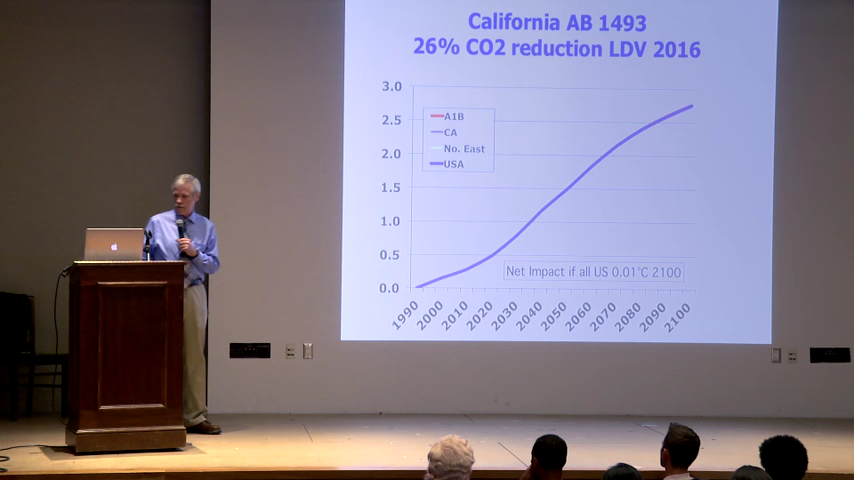 California AB 1493
26% CO2 reduction LDV 2016
3.0
2.5
2.0
1.5
1.0
0.5
0.0
A1B
CA
No. East
USA
Net Impact if all US 0.01°C 2100
1990
2000
2010
2020
2030
2040
2050
2060
2070
2080
2090
2100